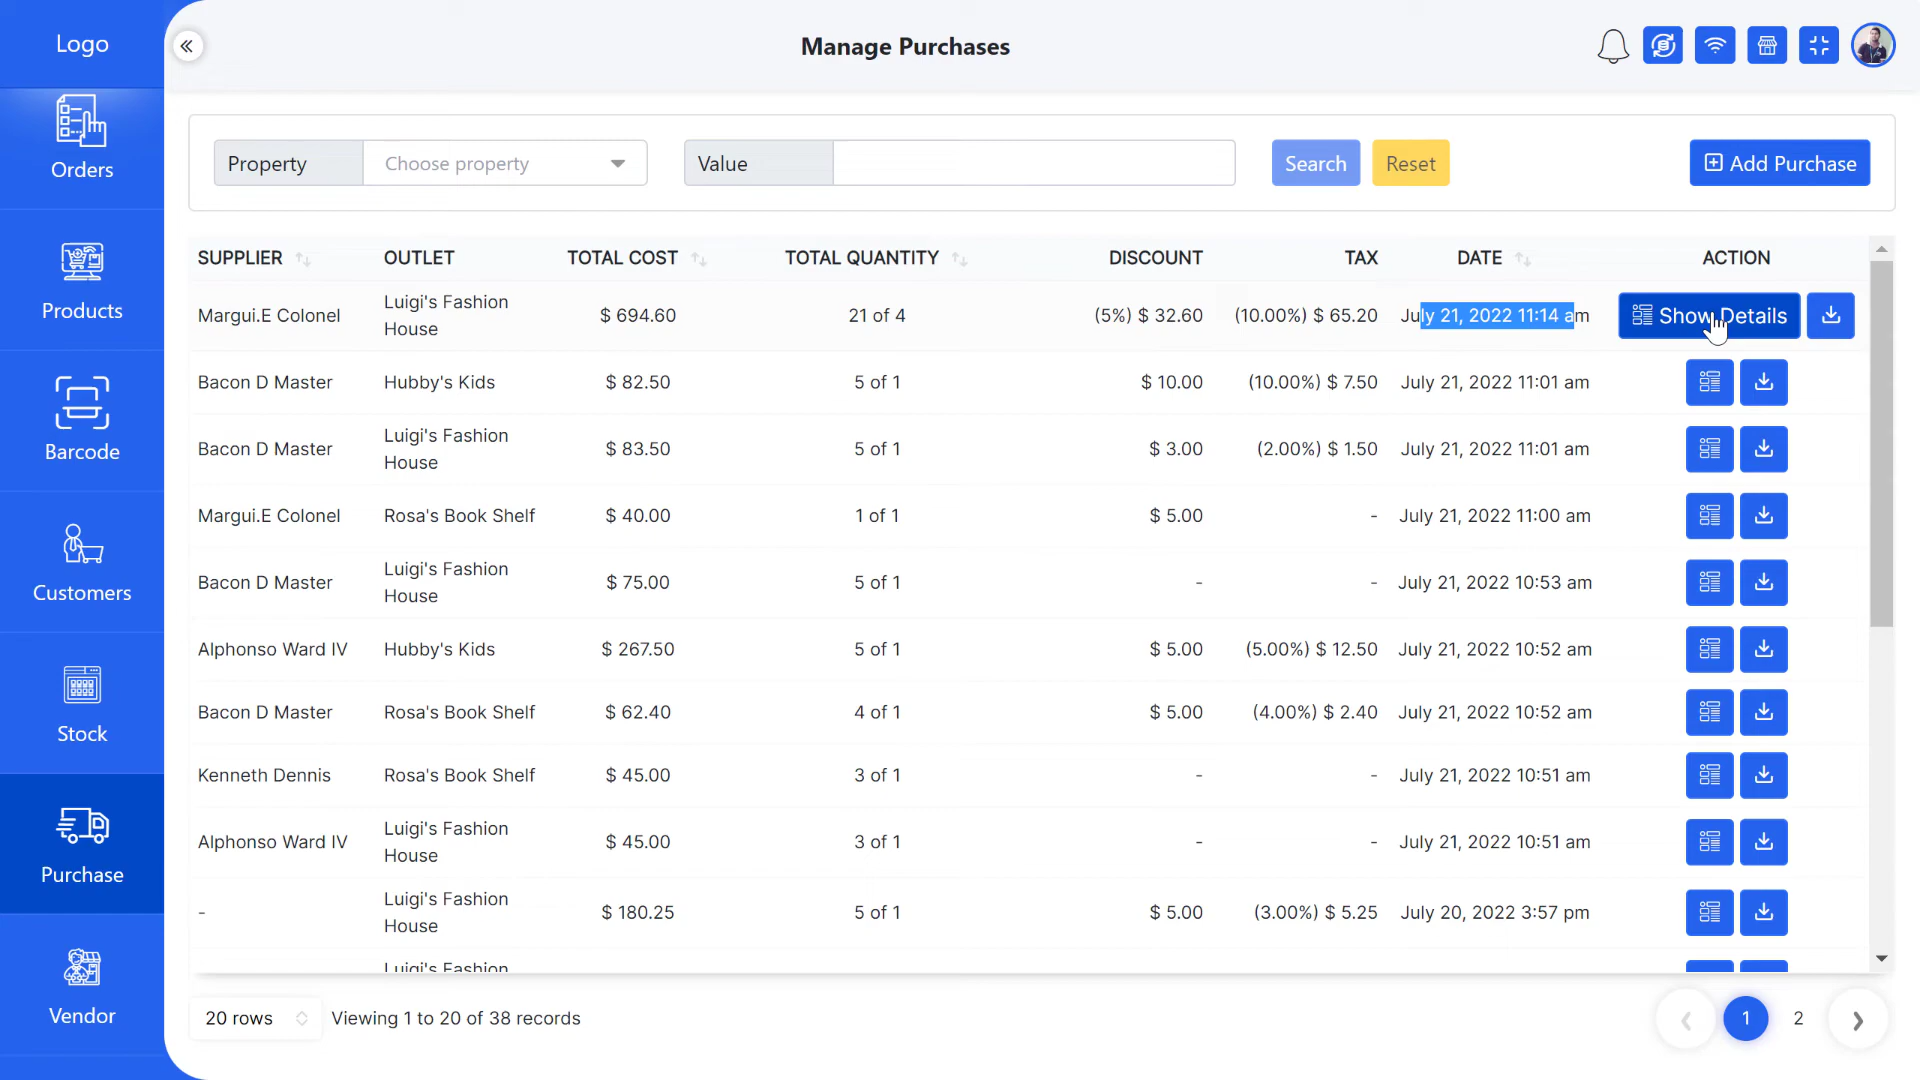 Logo
Manage Purchases
Orders
Products
Barcode
Customers
Stock
Purchase
Vendor
Property Choose property Value Search Reset Add Purchase
SUPPLIER OUTLET TOTAL COST TOTAL QUANTITY DISCOUNT TAX DATE ACTION
Margui.E Colonel Luigi's Fashion House $ 694.60 21 of 4 (5%) $ 32.60 (10.00%) $ 65.20 July 21, 2022 11:14 am Show Details
Bacon D Master Hubby's Kids $ 82.50 5 of 1 $ 10.00 (10.00%) $ 7.50 July 21, 2022 11:01 am
Bacon D Master Luigi's Fashion House $ 83.50 5 of 1 $ 3.00 (2.00%) $ 1.50 July 21, 2022 11:01 am
Margui.E Colonel Rosa's Book Shelf $ 40.00 1 of 1 $ 5.00 - July 21, 2022 11:00 am
Bacon D Master Luigi's Fashion House $ 75.00 5 of 1 - - July 21, 2022 10:53 am
Alphonso Ward IV Hubby's Kids $ 267.50 5 of 1 $ 5.00 (5.00%) $ 12.50 July 21, 2022 10:52 am
Bacon D Master Rosa's Book Shelf $ 62.40 4 of 1 $ 5.00 (4.00%) $ 2.40 July 21, 2022 10:52 am
Kenneth Dennis Rosa's Book Shelf $ 45.00 3 of 1 - - July 21, 2022 10:51 am
Alphonso Ward IV Luigi's Fashion House $ 45.00 3 of 1 - - July 21, 2022 10:51 am
- Luigi's Fashion House $ 180.25 5 of 1 $ 5.00 (3.00%) $ 5.25 July 20, 2022 3:57 pm
Luigi's Fashion
20 rows Viewing 1 to 20 of 38 records 1 2